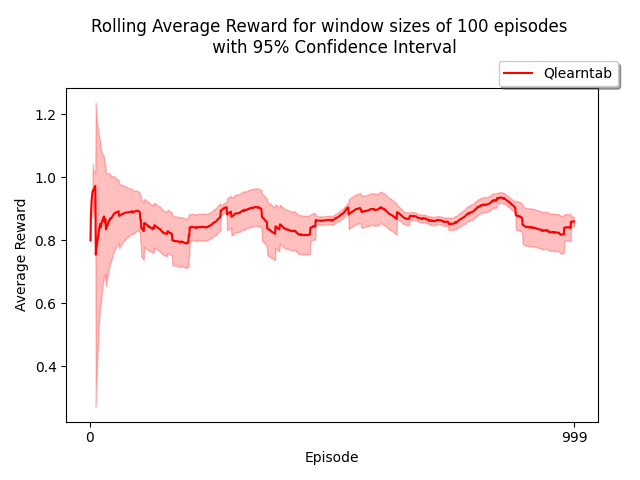 Rolling Average Reward for window sizes of 100 episodes
with 95% Confidence Interval
Qlearntab
1.2
1.0
0.8
0.6
0.4
Average Reward
0
999
Episode